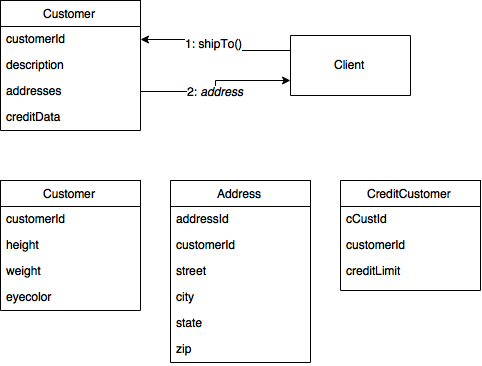 Customer
customerId
description
addresses
creditData
1: shipTo()
2: address
Client
Customer
customerId
height
weight
eyecolor
Address
addressId
customerId
street
city
state
zip
CreditCustomer
cCustId
customerId
creditLimit